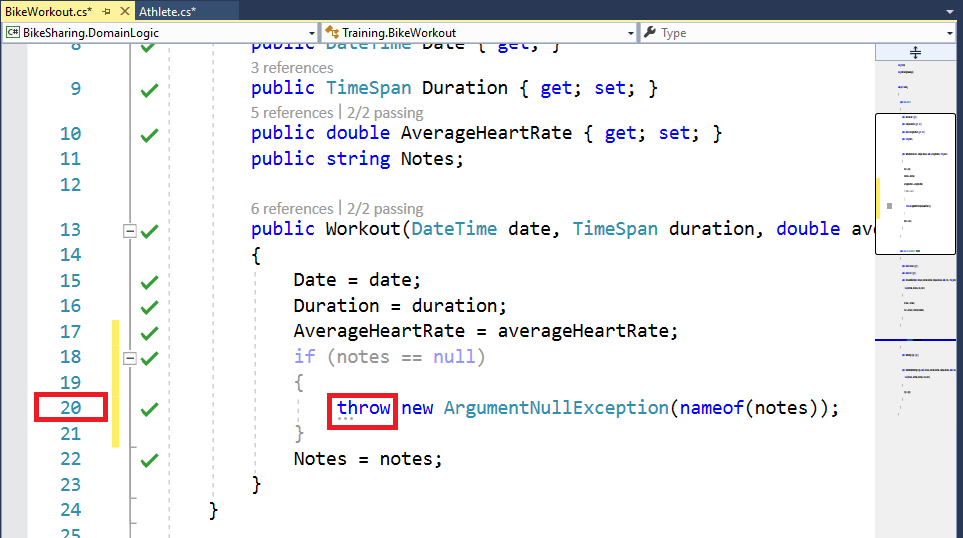 BikeWorkout.cs* Athlete.cs*
C# BikeSharing.DomainLogic Training.BikeWorkout Type
8 public DateTime Date { get; }
3 references
9 public TimeSpan Duration { get; set; }
5 references | 2/2 passing
10 public double AverageHeartRate { get; set; }
11 public string Notes;
12
6 references | 2/2 passing
13 public Workout(DateTime date, TimeSpan duration, double ave
14 {
15 Date = date;
16 Duration = duration;
17 AverageHeartRate = averageHeartRate;
18 if (notes == null)
19 {
20 throw new ArgumentNullException(nameof(notes));
21 }
22 Notes = notes;
23 }
24 }
25